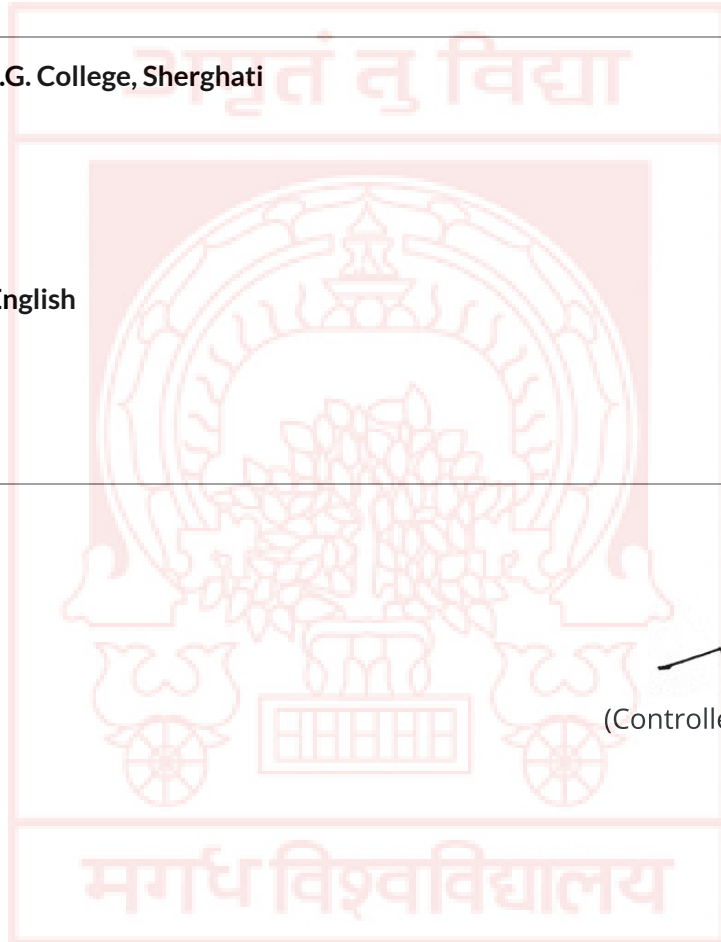 अमृतं तु विद्या
.G. College, Sherghati
English
(Controlle
मगध विश्वविद्यालय